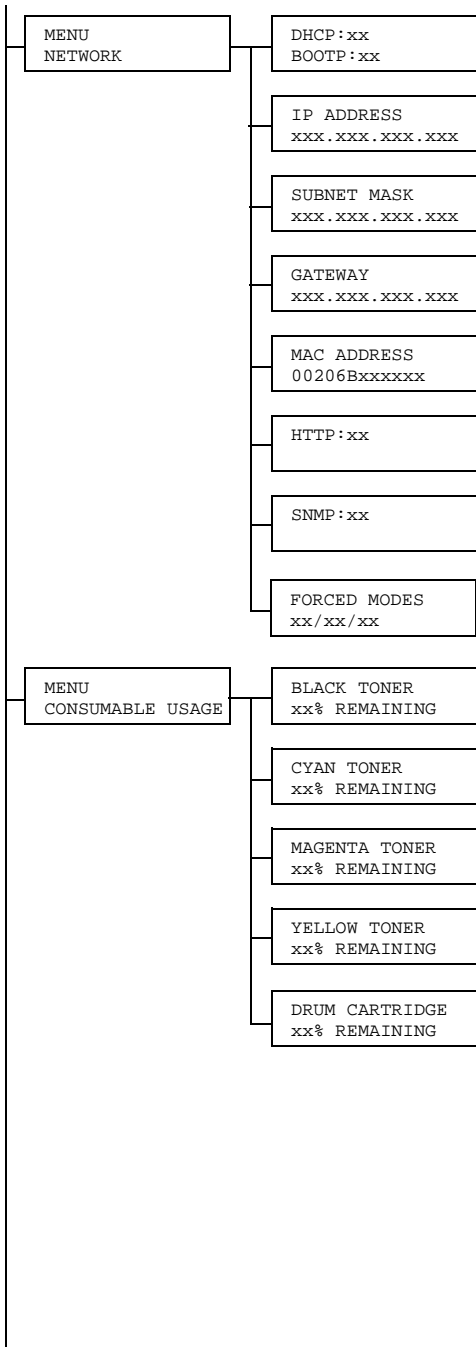 MENU
NETWORK
DHCP:xx
BOOTP:xx
IP ADDRESS
xxx.xxx.xxx.xxx
SUBNET MASK
xxx.xxx.xxx.xxx
GATEWAY
xxx.xxx.xxx.xxx
MAC ADDRESS
00206Bxxxxxx
HTTP:xx
SNMP:xx
FORCED MODES
xx/xx/xx
MENU
CONSUMABLE USAGE
BLACK TONER
xx% REMAINING
CYAN TONER
xx% REMAINING
MAGENTA TONER
xx% REMAINING
YELLOW TONER
xx% REMAINING
DRUM CARTRIDGE
xx% REMAINING